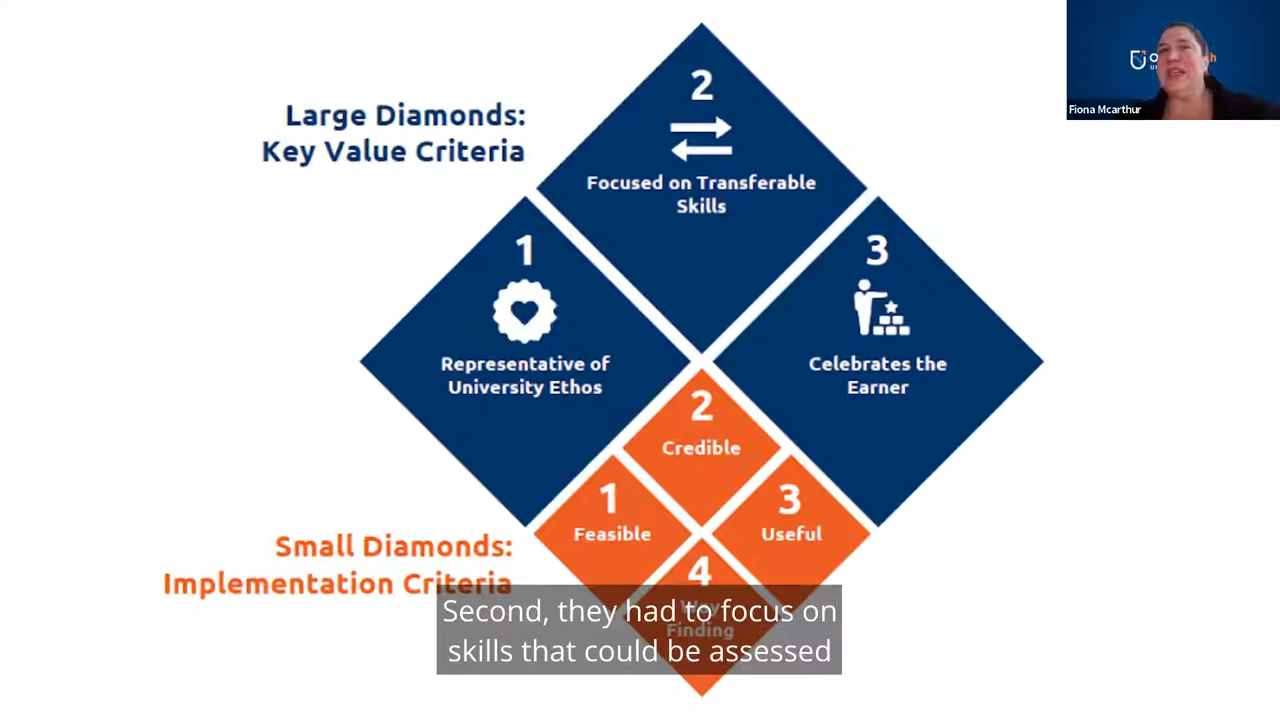 Large Diamonds:
Key Value Criteria
2
Focused on Transferable
Skills
1
Representative of
University Ethos
3
Celebrates the
Earner
2
Credible
1
Feasible
3
Useful
4
Way
Finding
Small Diamonds:
Implementation Criteria
Second, they had to focus on
skills that could be assessed
Fiona Mcarthur